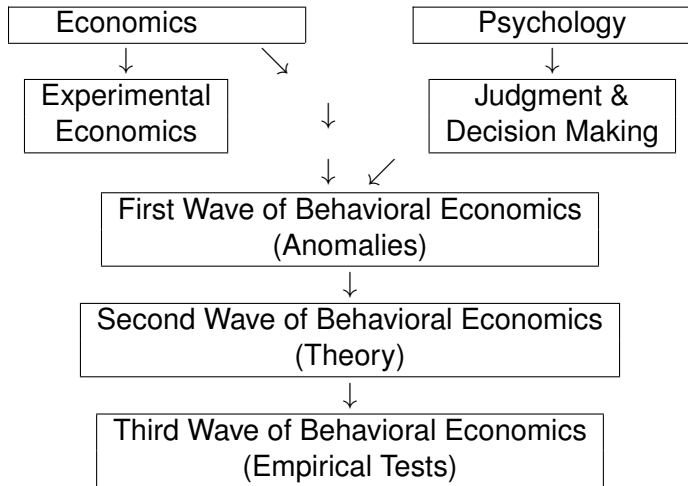 Economics
Psychology
Experimental
Economics
Judgment &
Decision Making
First Wave of Behavioral Economics
(Anomalies)
Second Wave of Behavioral Economics
(Theory)
Third Wave of Behavioral Economics
(Empirical Tests)